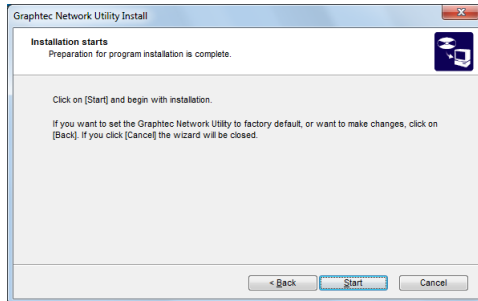 Graphtec Network Utility Install
Installation starts
Preparation for program installation is complete.
Click on [Start] and begin with installation.
If you want to set the Graphtec Network Utility to factory default, or want to make changes, click on
[Back]. If you click [Cancel] the wizard will be closed.
< Back Start Cancel